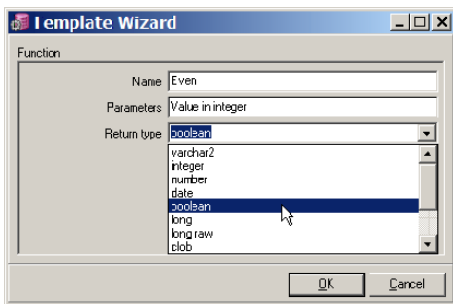 Template Wizard
Function
Name Even
Parameters Value in integer
Return type boolean
varchar2
integer
number
date
boolean
long
long raw
clob
OK Cancel